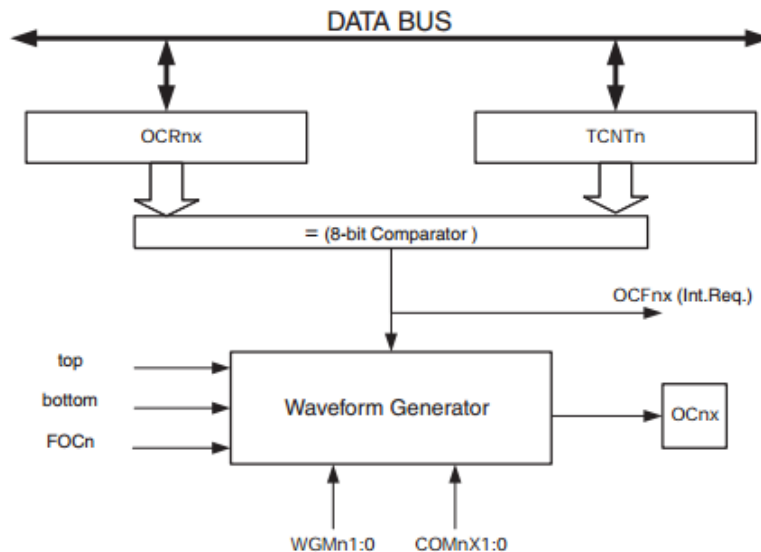 DATA BUS
OCRnx
TCNTn
= (8-bit Comparator )
OCFnx (Int.Req.)
top
bottom
FOCn
Waveform Generator
OCnx
WGMn1:0
COMnX1:0